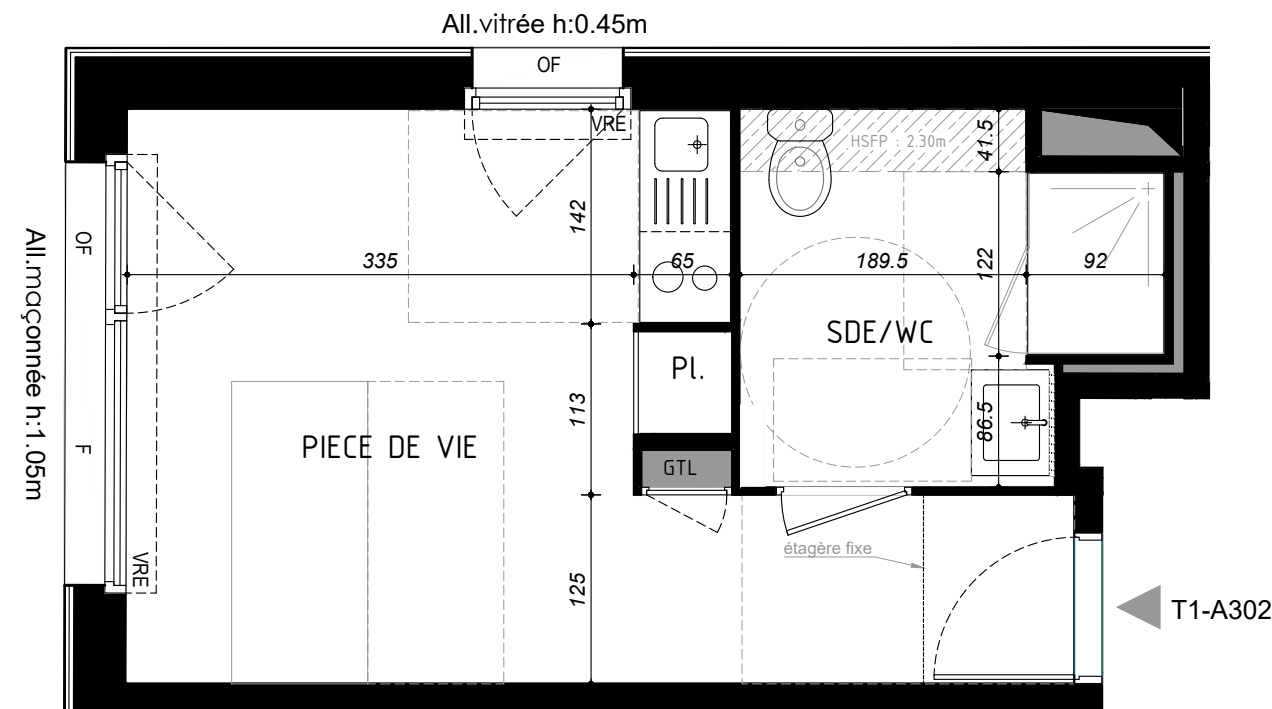 All.vitrée h:0.45m
OF
VRE
HSFP : 2.30m
41.5
142
OF
All.maçonnée h:1.05m
335
65
189.5
122
92
SDE/WC
Pl.
113
86.5
PIECE DE VIE
F
GTL
VRE
étagère fixe
125
T1-A302